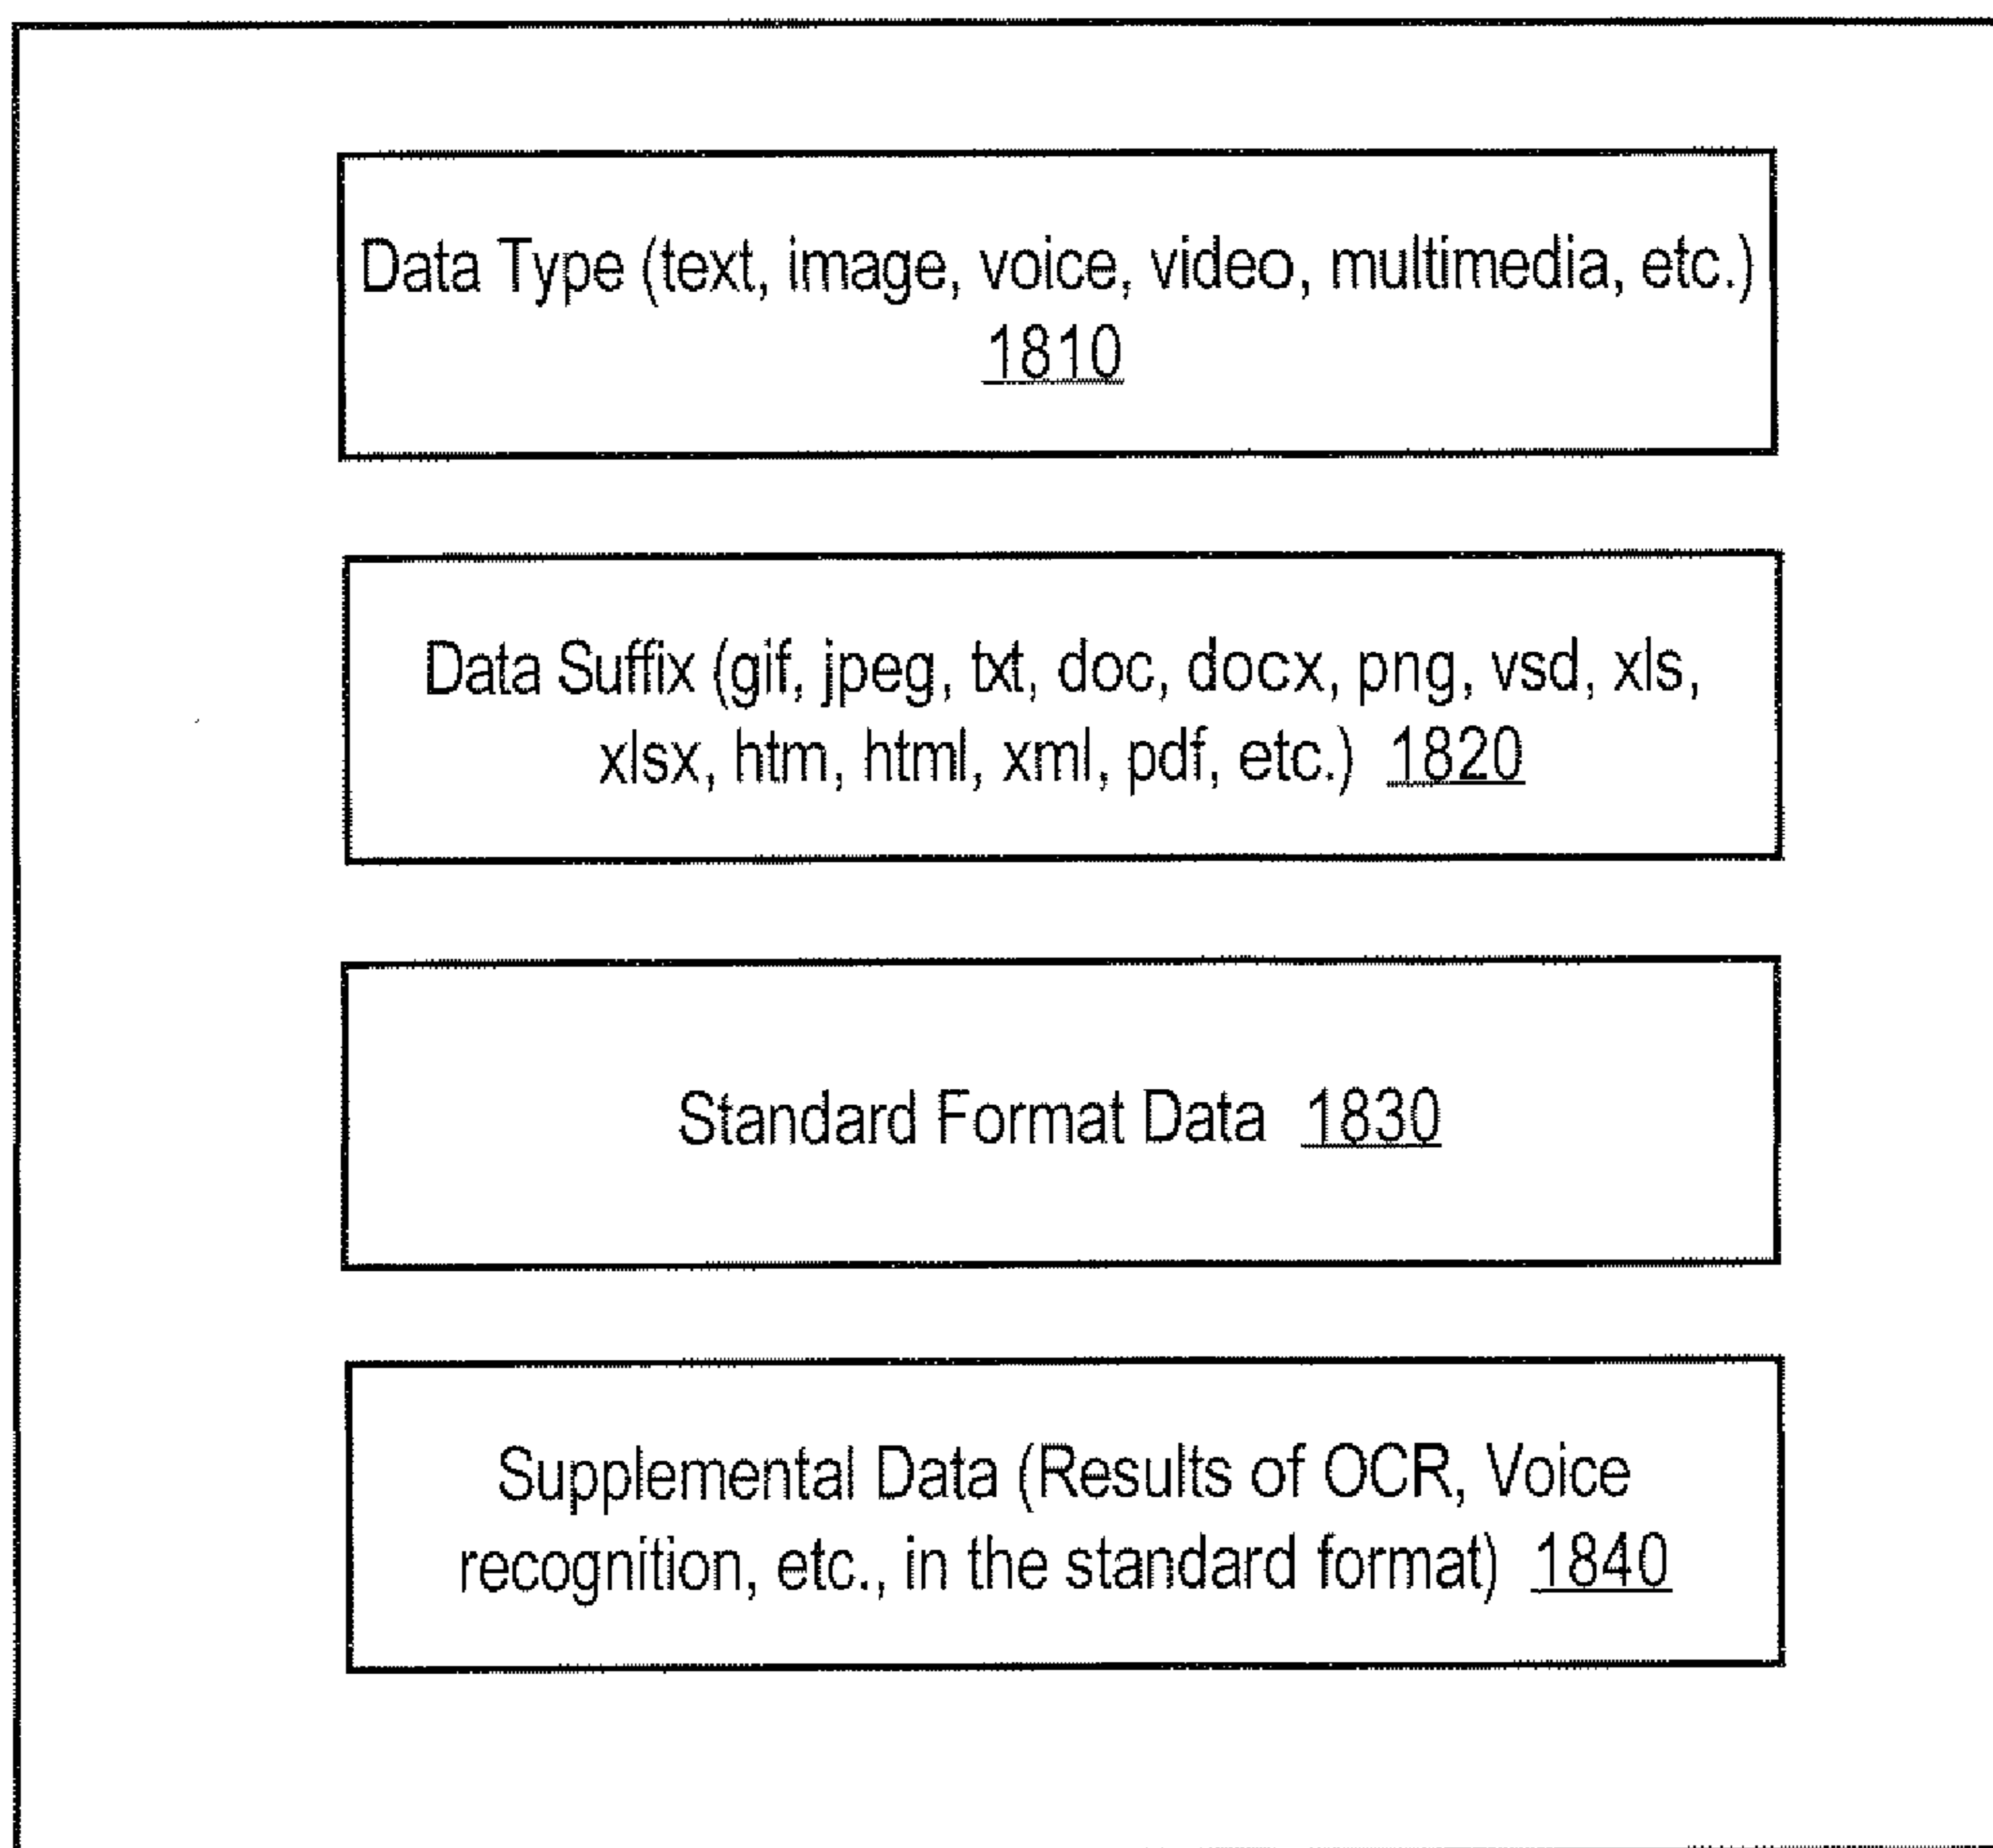 Data Type (text, image, voice, video, multimedia, etc.)
1810
Data Suffix (gif, jpeg, txt, doc, docx, png, vsd, xls,
xlsx, htm, html, xml, pdf, etc.) 1820
Standard Format Data 1830
Supplemental Data (Results of OCR, Voice
recognition, etc., in the standard format) 1840